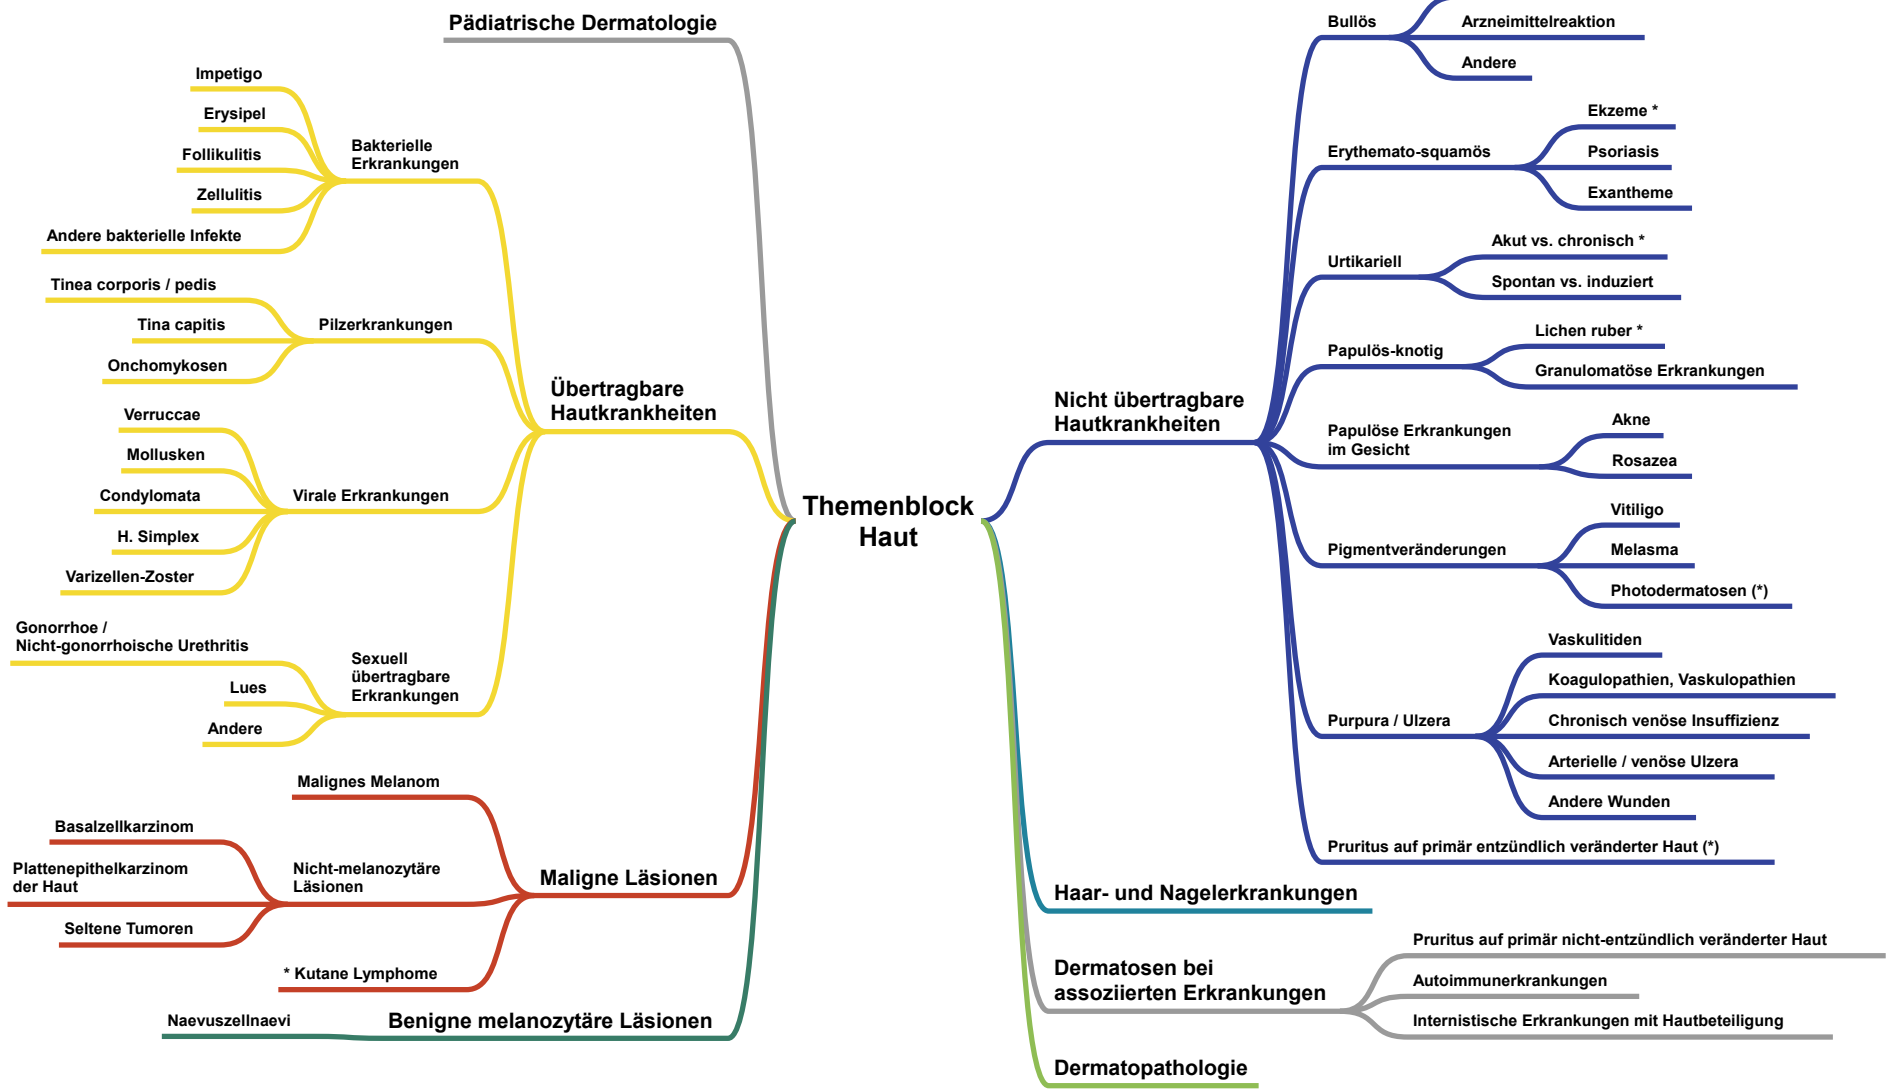 Pädiatrische Dermatologie
Impetigo
Erysipel
Follikulitis
Zellulitis
Andere bakterielle Infekte
Bakterielle
Erkrankungen
Tinea corporis / pedis
Tina capitis
Onchomykosen
Pilzerkrankungen
Verruccae
Mollusken
Condylomata
H. Simplex
Varizellen-Zoster
Virale Erkrankungen
Gonorrhoe /
Nicht-gonorrhoische Urethritis
Lues
Andere
Sexuell
übertragbare
Erkrankungen
Übertragbare
Hautkrankheiten
Malignes Melanom
Basalzellkarzinom
Plattenepithelkarzinom
der Haut
Seltene Tumoren
Nicht-melanozytäre
Läsionen
* Kutane Lymphome
Maligne Läsionen
Naevuszellnaevi
Benigne melanozytäre Läsionen
Themenblock
Haut
Nicht übertragbare
Hautkrankheiten
Bullös
Arzneimittelreaktion
Andere
Erythemato-squamös
Ekzeme *
Psoriasis
Exantheme
Urtikariell
Akut vs. chronisch *
Spontan vs. induziert
Papulös-knotig
Lichen ruber *
Granulomatöse Erkrankungen
Papulöse Erkrankungen
im Gesicht
Akne
Rosazea
Pigmentveränderungen
Vitiligo
Melasma
Photodermatosen (*)
Purpura / Ulzera
Vaskulitiden
Koagulopathien, Vaskulopathien
Chronisch venöse Insuffizienz
Arterielle / venöse Ulzera
Andere Wunden
Pruritus auf primär entzündlich veränderter Haut (*)
Haar- und Nagelerkrankungen
Dermatosen bei
assoziierten Erkrankungen
Pruritus auf primär nicht-entzündlich veränderter Haut
Autoimmunerkrankungen
Internistische Erkrankungen mit Hautbeteiligung
Dermatopathologie